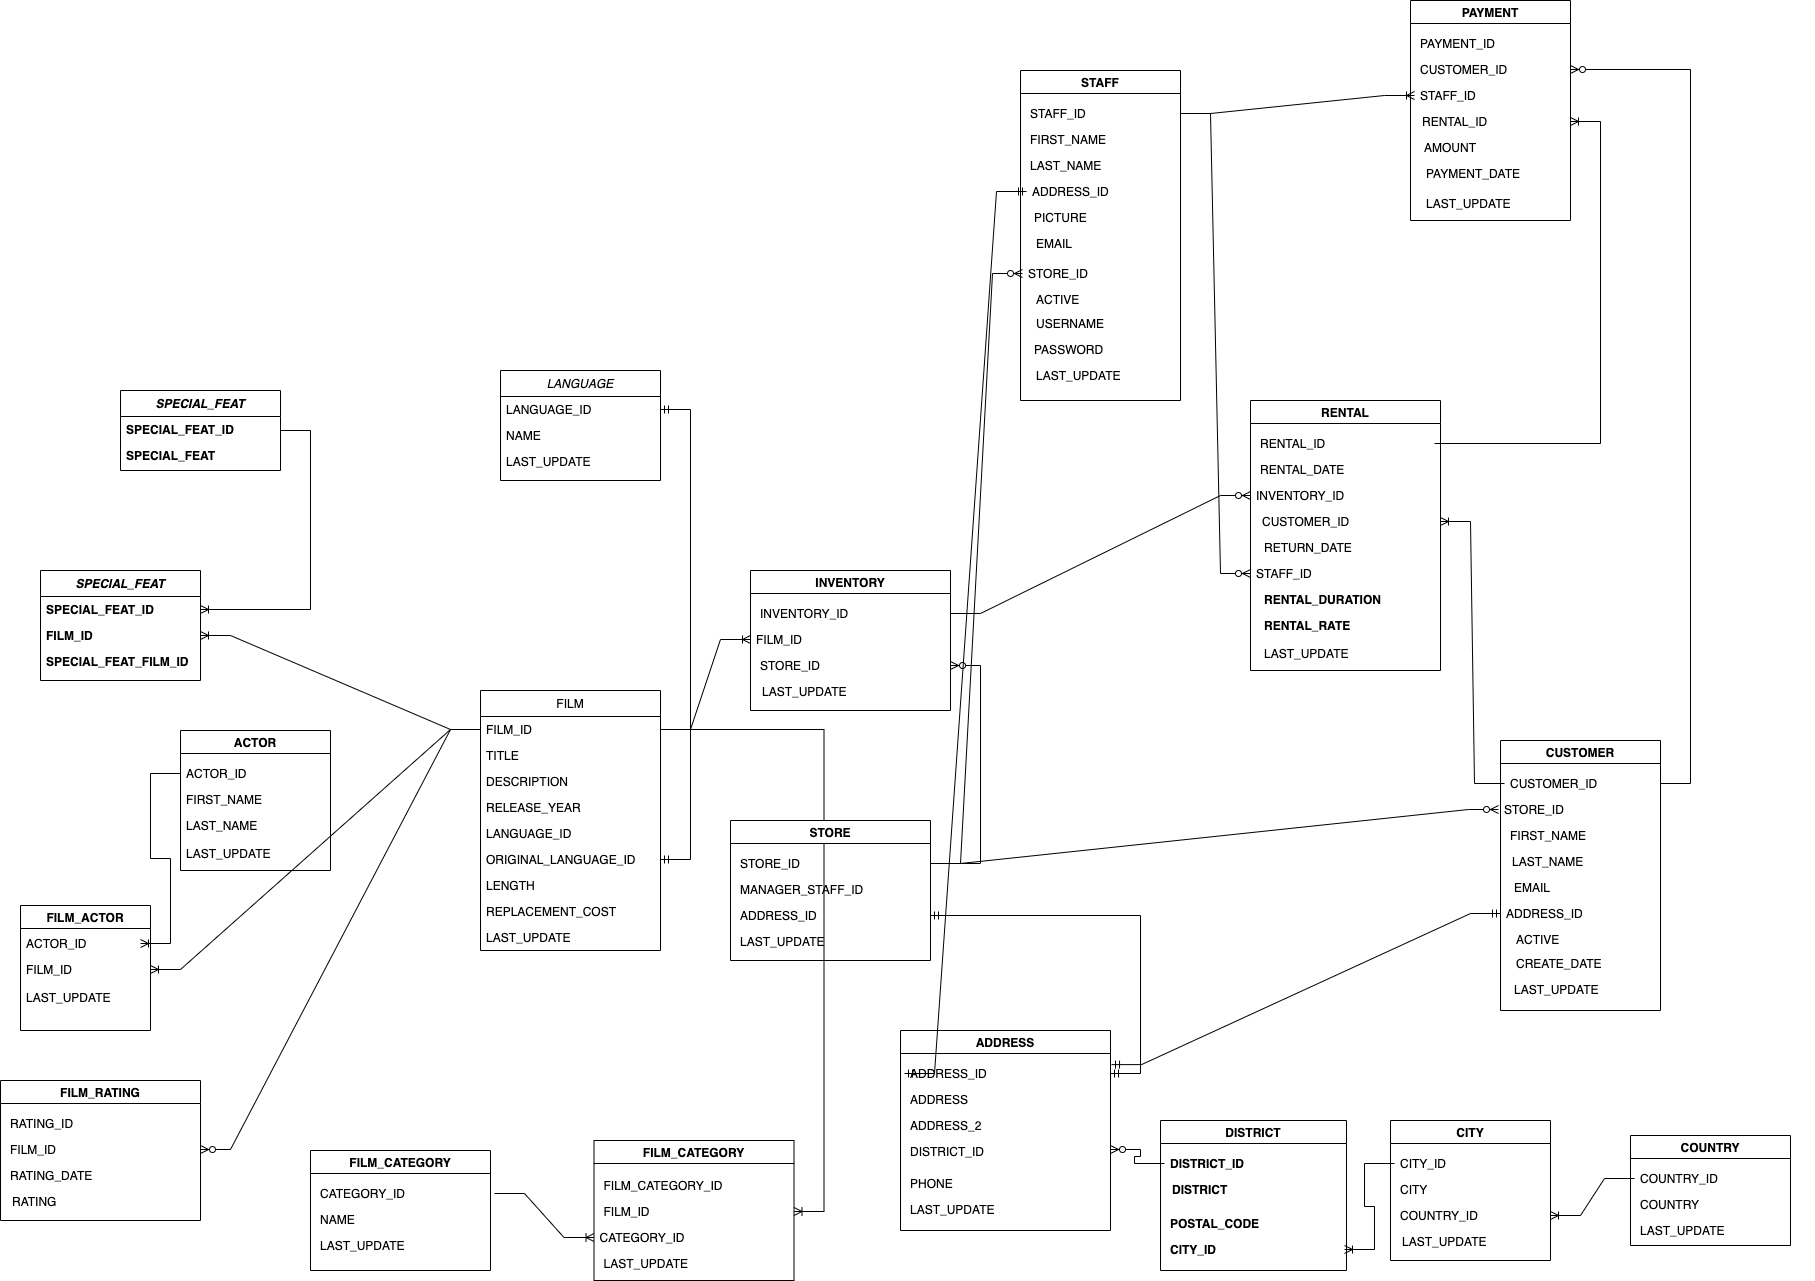 PAYMENT
PAYMENT_ID
CUSTOMER_ID
STAFF_ID
RENTAL_ID
AMOUNT
PAYMENT_DATE
LAST_UPDATE
STAFF
STAFF_ID
FIRST_NAME
LAST_NAME
ADDRESS_ID
PICTURE
EMAIL
STORE_ID
ACTIVE
USERNAME
PASSWORD
LAST_UPDATE
LANGUAGE
LANGUAGE_ID
NAME
LAST_UPDATE
SPECIAL_FEAT
SPECIAL_FEAT_ID
SPECIAL_FEAT
RENTAL
RENTAL_ID
RENTAL_DATE
INVENTORY_ID
CUSTOMER_ID
RETURN_DATE
STAFF_ID
RENTAL_DURATION
RENTAL_RATE
LAST_UPDATE
SPECIAL_FEAT
SPECIAL_FEAT_ID
FILM_ID
SPECIAL_FEAT_FILM_ID
INVENTORY
INVENTORY_ID
FILM_ID
STORE_ID
LAST_UPDATE
FILM
FILM_ID
TITLE
DESCRIPTION
RELEASE_YEAR
LANGUAGE_ID
ORIGINAL_LANGUAGE_ID
LENGTH
REPLACEMENT_COST
LAST_UPDATE
ACTOR
ACTOR_ID
FIRST_NAME
LAST_NAME
LAST_UPDATE
CUSTOMER
CUSTOMER_ID
STORE_ID
FIRST_NAME
LAST_NAME
EMAIL
ADDRESS_ID
ACTIVE
CREATE_DATE
LAST_UPDATE
STORE
STORE_ID
MANAGER_STAFF_ID
ADDRESS_ID
LAST_UPDATE
FILM_ACTOR
ACTOR_ID
FILM_ID
LAST_UPDATE
ADDRESS
ADDRESS_ID
ADDRESS
ADDRESS_2
DISTRICT_ID
PHONE
LAST_UPDATE
FILM_RATING
RATING_ID
FILM_ID
RATING_DATE
RATING
FILM_CATEGORY
CATEGORY_ID
NAME
LAST_UPDATE
FILM_CATEGORY
FILM_CATEGORY_ID
FILM_ID
CATEGORY_ID
LAST_UPDATE
DISTRICT
DISTRICT_ID
DISTRICT
POSTAL_CODE
CITY_ID
CITY
CITY_ID
CITY
COUNTRY_ID
LAST_UPDATE
COUNTRY
COUNTRY_ID
COUNTRY
LAST_UPDATE